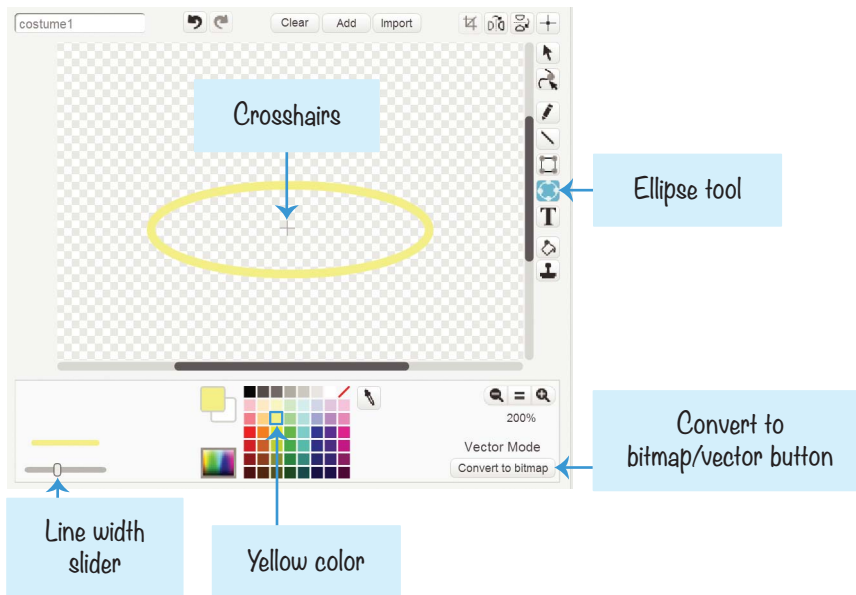 costume1
Clear
Add
Import
Crosshairs
Ellipse tool
T
200%
Vector Mode
Convert to bitmap
Convert to
bitmap/vector button
Line width
slider
Yellow color